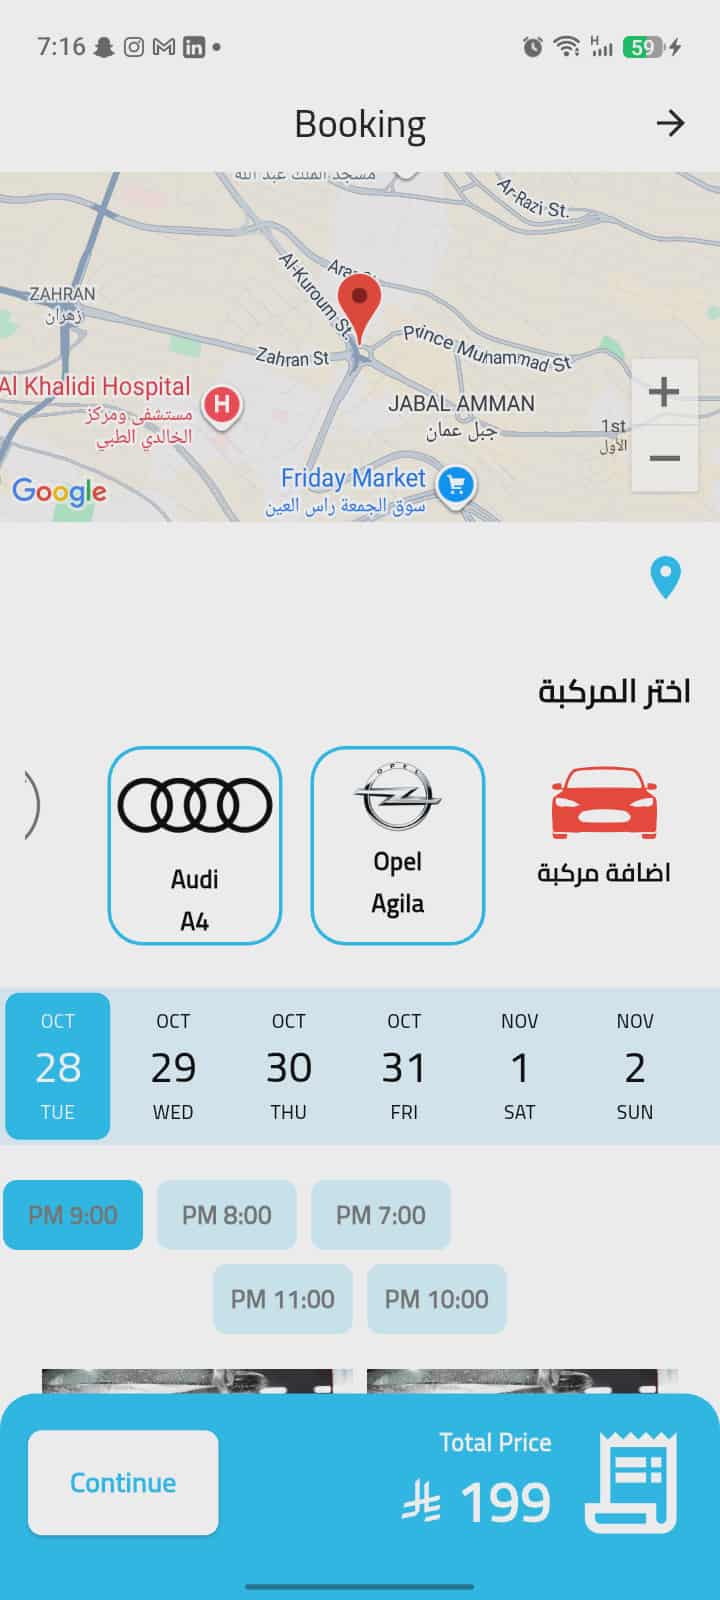 7:16
H
59
Booking
مسجد الملك عبد الله
Ar-Razi St.
Al-Kuroum St.
ZAHRAN
زهران
Zahran St
Prince Muhammad St
Al Khalidi Hospital
مستشفى ومركز
الخالدي الطبي
H
JABAL AMMAN
جبل عمان
1st
الأول
Friday Market
سوق الجمعة راس العين
Google
+
−
اختر المركبة
اضافة مركبة
OPEL
Opel
Agila
Audi
A4
OCT
28
TUE
OCT
29
WED
OCT
30
THU
OCT
31
FRI
NOV
1
SAT
NOV
2
SUN
PM 9:00
PM 8:00
PM 7:00
PM 11:00
PM 10:00
Continue
Total Price
199